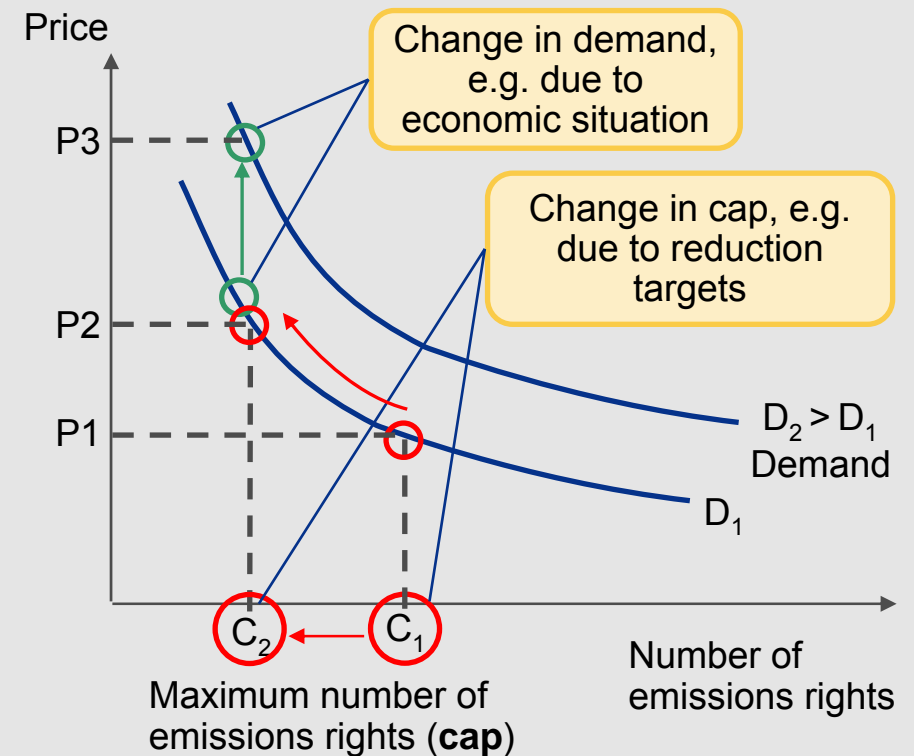 Price
Change in demand,
e.g. due to
economic situation
P3
Change in cap, e.g.
due to reduction
targets
P2
P1
D₂ > D₁
Demand
D₁
C₂
C₁
Number of
emissions rights
Maximum number of
emissions rights (cap)